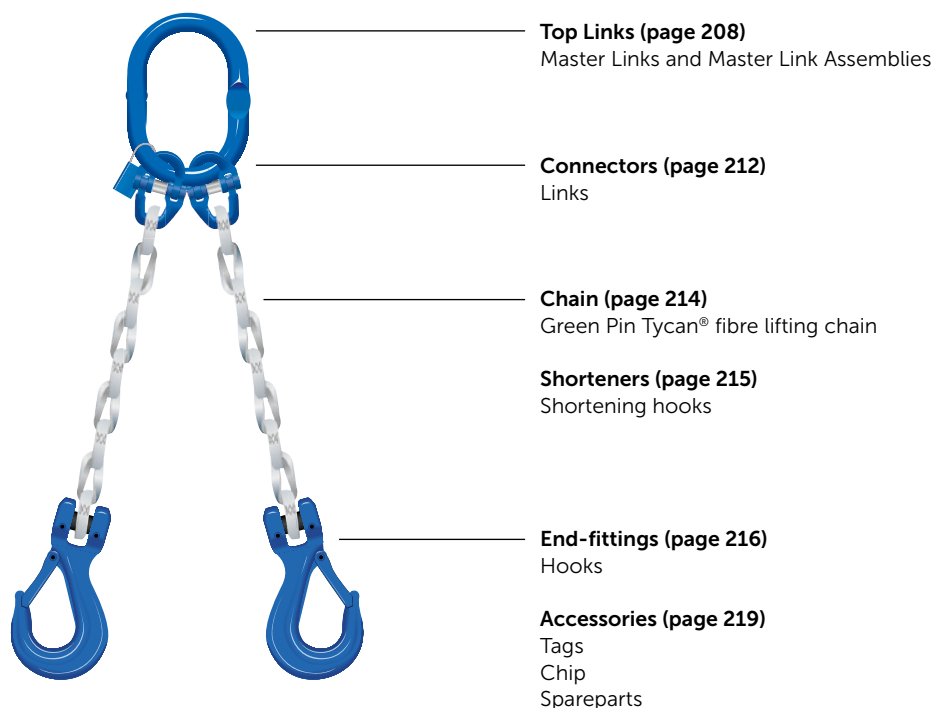 Top Links (page 208)
Master Links and Master Link Assemblies
Connectors (page 212)
Links
Chain (page 214)
Green Pin Tycan® fibre lifting chain
Shorteners (page 215)
Shortening hooks
End-fittings (page 216)
Hooks
Accessories (page 219)
Tags
Chip
Spareparts